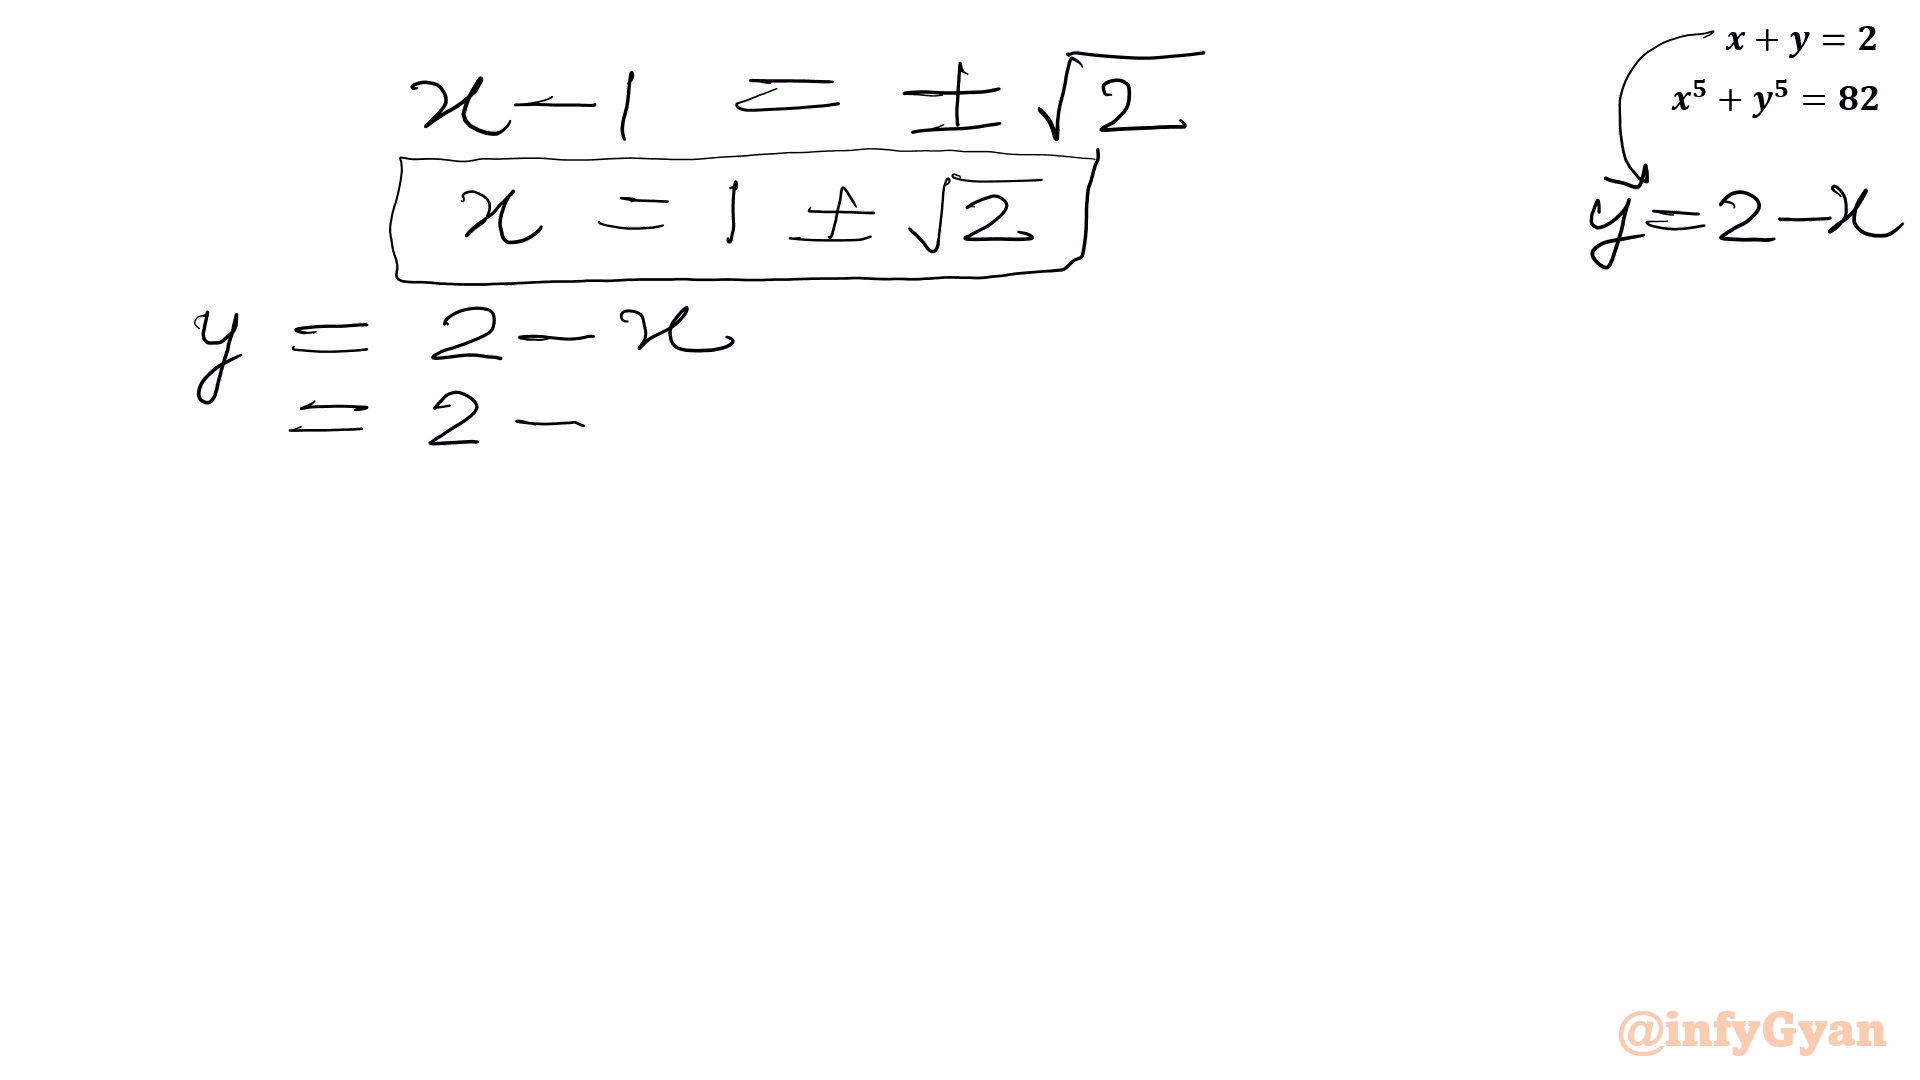 x − 1 = ± √2
x + y = 2
x⁵ + y⁵ = 82
x = 1 ± √2
y = 2 − x
y = 2 − x
= 2 −
@infyGyan